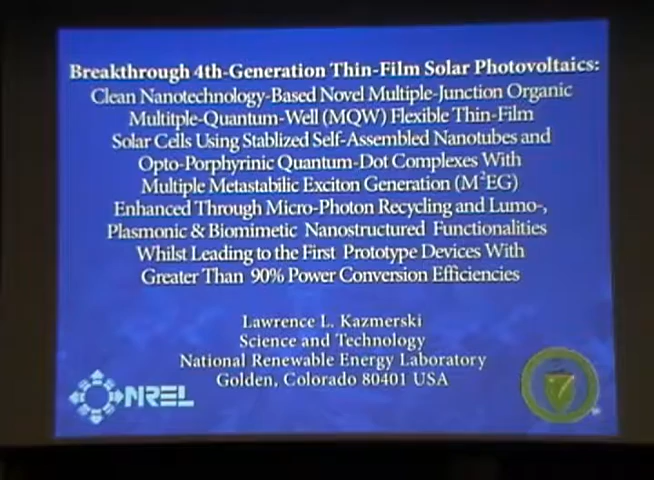 Breakthrough 4th-Generation Thin-Film Solar Photovoltaics:
Clean Nanotechnology-Based Novel Multiple-Junction Organic
Multitple-Quantum-Well (MQW) Flexible Thin-Film
Solar Cells Using Stablized Self-Assembled Nanotubes and
Opto-Porphyrinic Quantum-Dot Complexes With
Multiple Metastabilic Exciton Generation (M²EG)
Enhanced Through Micro-Photon Recycling and Lumo-,
Plasmonic & Biomimetic Nanostructured Functionalities
Whilst Leading to the First Prototype Devices With
Greater Than 90% Power Conversion Efficiencies
Lawrence L. Kazmerski
Science and Technology
National Renewable Energy Laboratory
Golden, Colorado 80401 USA
NREL